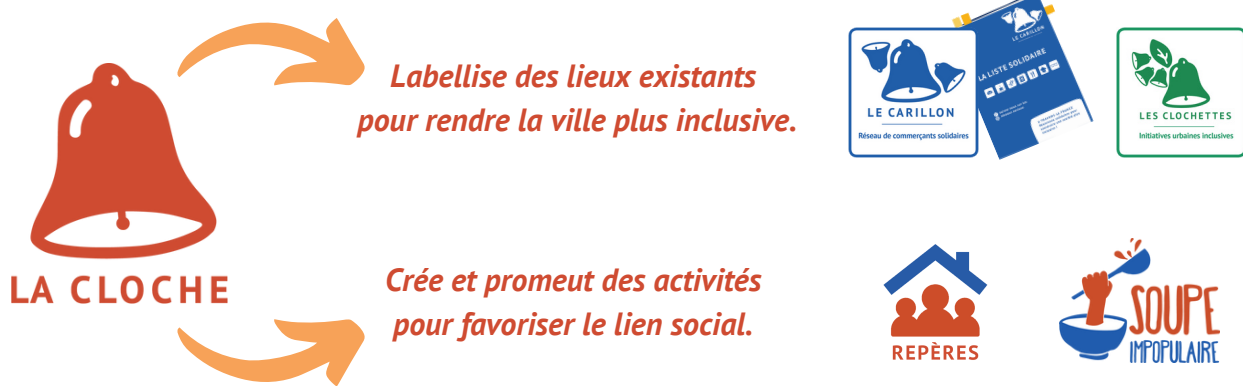 LA CLOCHE
Labellise des lieux existants
pour rendre la ville plus inclusive.
LE CARILLON
Réseau de commerçants solidaires
LE CARILLON
LA LISTE SOLIDAIRE
LES CLOCHETTES
Initiatives urbaines inclusives
Crée et promeut des activités
pour favoriser le lien social.
REPÈRES
SOUPE
IMPOPULAIRE